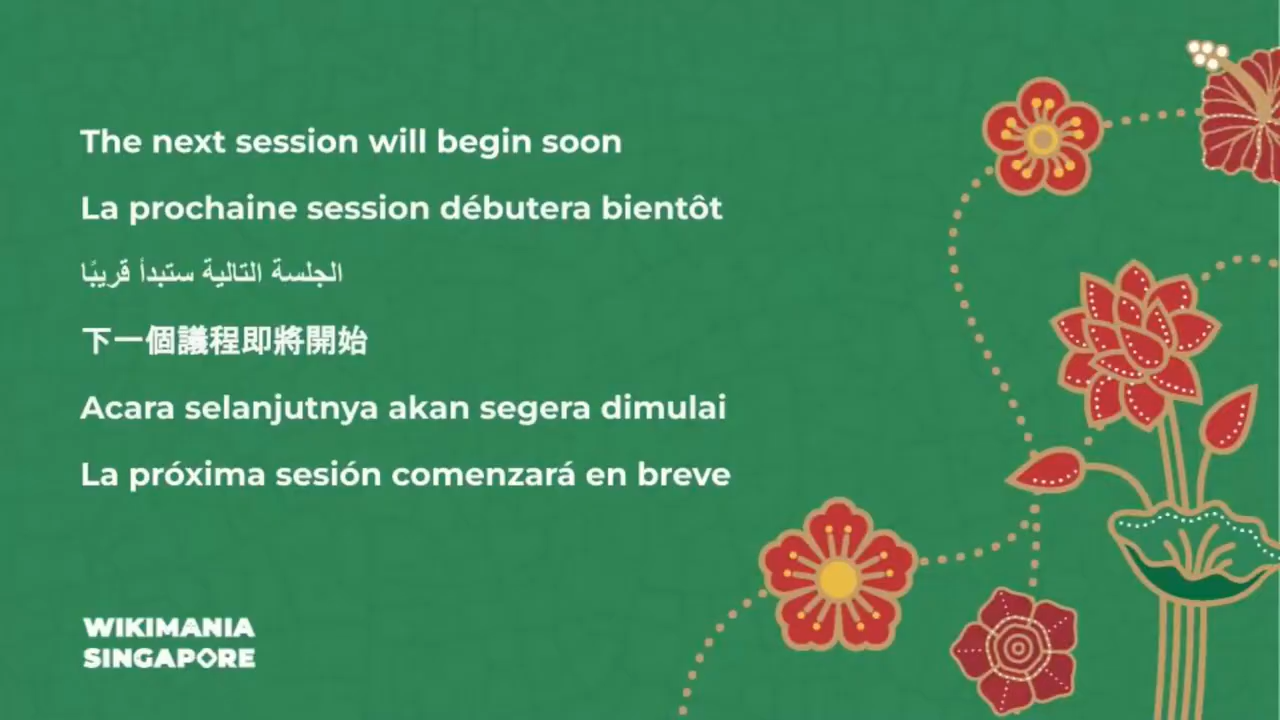 The next session will begin soon
La prochaine session débutera bientôt
الجلسة التالية ستبدأ قريبًا
下一個議程即將開始
Acara selanjutnya akan segera dimulai
La próxima sesión comenzará en breve
WIKIMANIA
SINGAPORE